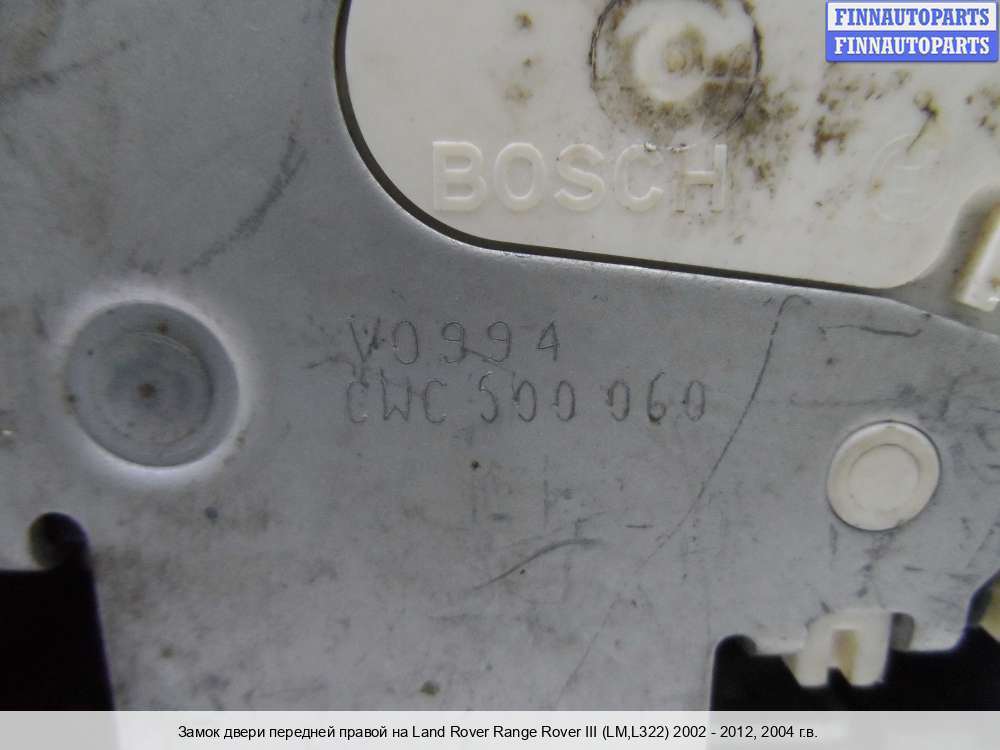 FINNAUTOPARTS
FINNAUTOPARTS
BOSCH
V0994
CWC 500 060
Замок двери передней правой на Land Rover Range Rover III (LM,L322) 2002 - 2012, 2004 г.в.